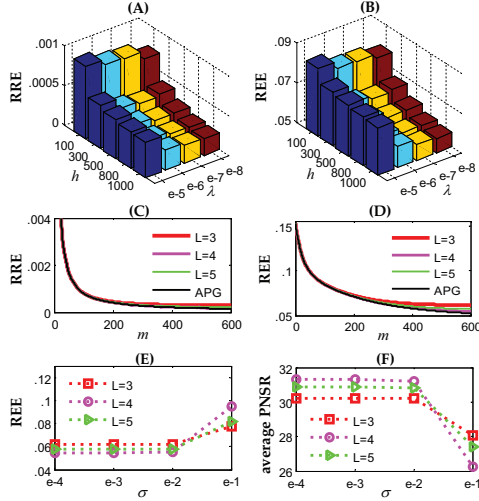 (A)
.001
.0005
0
RRE
100
300
500
800
1000
h
e-5
e-6
e-7
e-8
λ
(B)
.09
.07
.05
REE
100
300
500
800
1000
h
e-5
e-6
e-7
e-8
λ
(C)
.004
.002
0
RRE
L=3
L=4
L=5
APG
0
200
400
600
m
(D)
.15
.1
.05
REE
L=3
L=4
L=5
APG
0
200
400
600
m
(E)
.12
.1
.08
.06
.04
REE
L=3
L=4
L=5
e-4
e-3
e-2
e-1
σ
(F)
32
30
28
26
average PNSR
L=3
L=4
L=5
e-4
e-3
e-2
e-1
σ